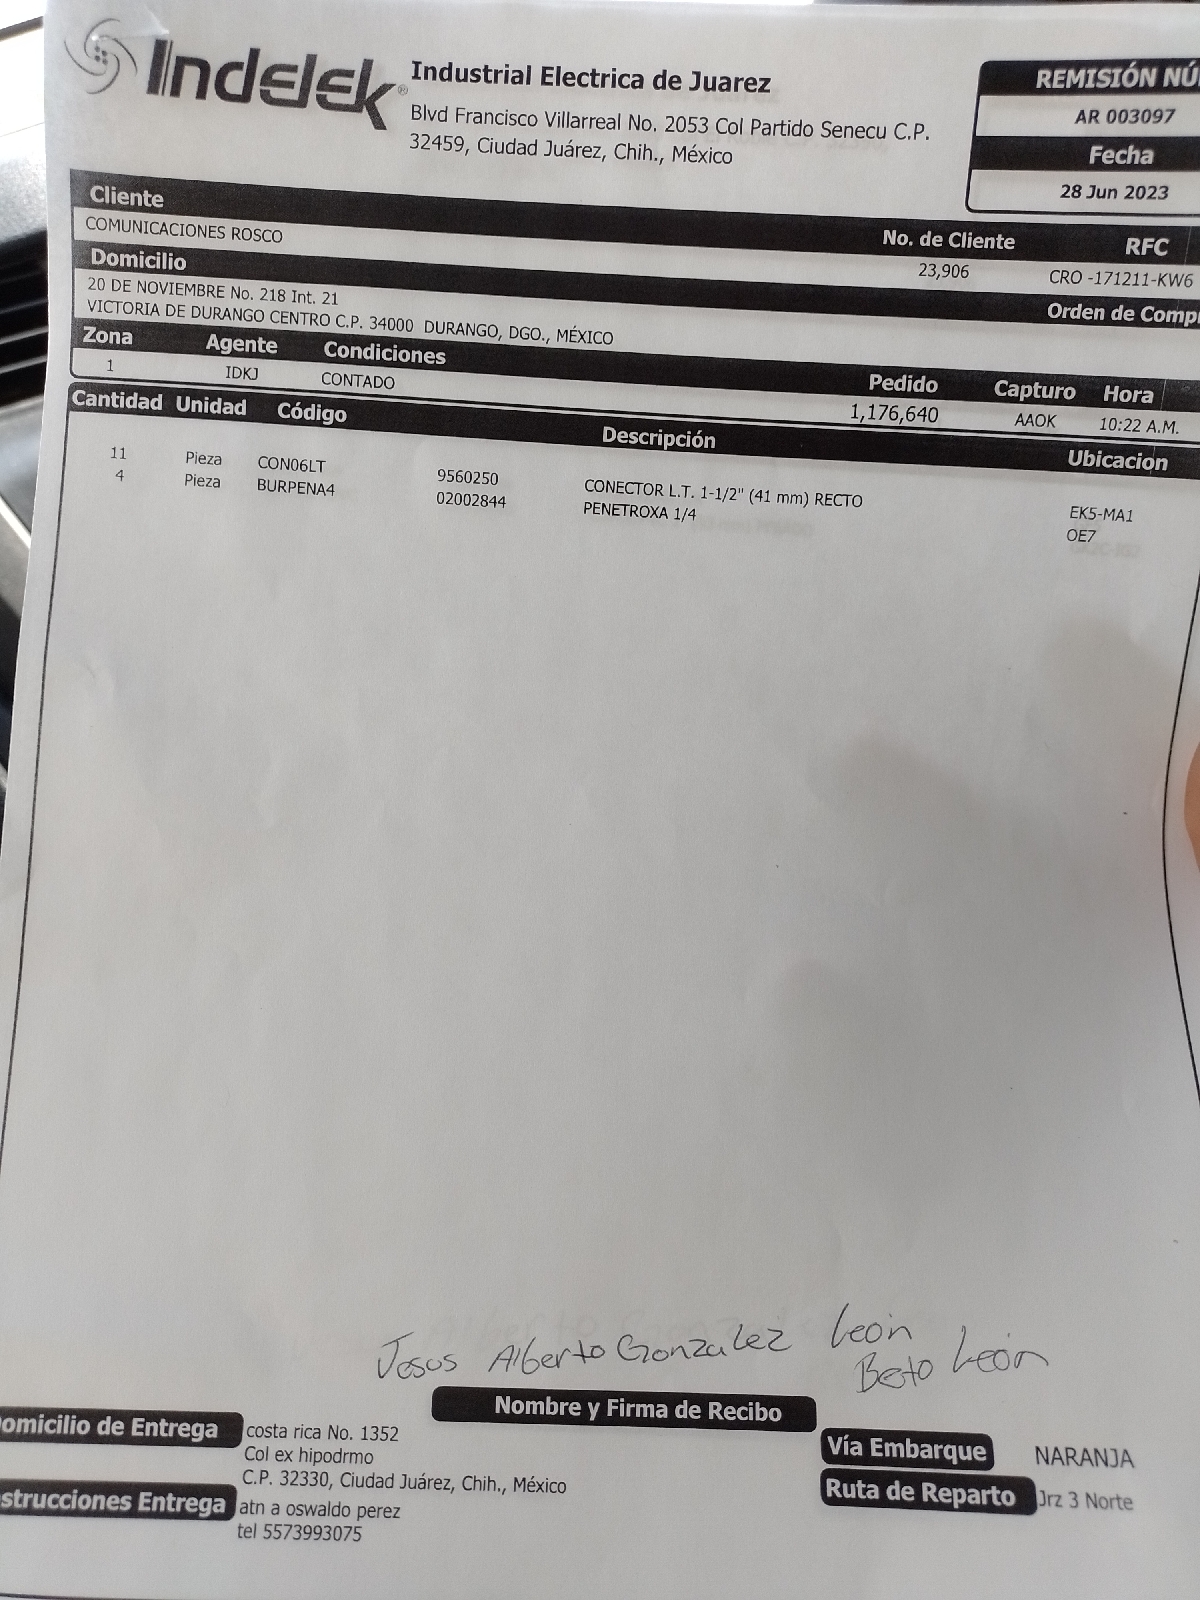 Indelek®
Industrial Electrica de Juarez
Blvd Francisco Villarreal No. 2053 Col Partido Senecu C.P.
32459, Ciudad Juárez, Chih., México
REMISIÓN NÚ
AR 003097
Fecha
28 Jun 2023
Cliente No. de Cliente RFC
COMUNICACIONES ROSCO 23,906 CRO -171211-KW6
Domicilio Orden de Comp
20 DE NOVIEMBRE No. 218 Int. 21
VICTORIA DE DURANGO CENTRO C.P. 34000 DURANGO, DGO., MÉXICO
Zona Agente Condiciones Pedido Capturo Hora
1 IDKJ CONTADO 1,176,640 AAOK 10:22 A.M.
Cantidad Unidad Código Descripción Ubicacion
11 Pieza CON06LT 9560250 CONECTOR L.T. 1-1/2" (41 mm) RECTO EK5-MA1
4 Pieza BURPENA4 02002844 PENETROXA 1/4 OE7
Jesus Alberto Gonzalez León
Beto León
Nombre y Firma de Recibo
omicilio de Entrega costa rica No. 1352
Col ex hipodrmo
C.P. 32330, Ciudad Juárez, Chih., México
strucciones Entrega atn a oswaldo perez
tel 5573993075
Vía Embarque NARANJA
Ruta de Reparto Jrz 3 Norte